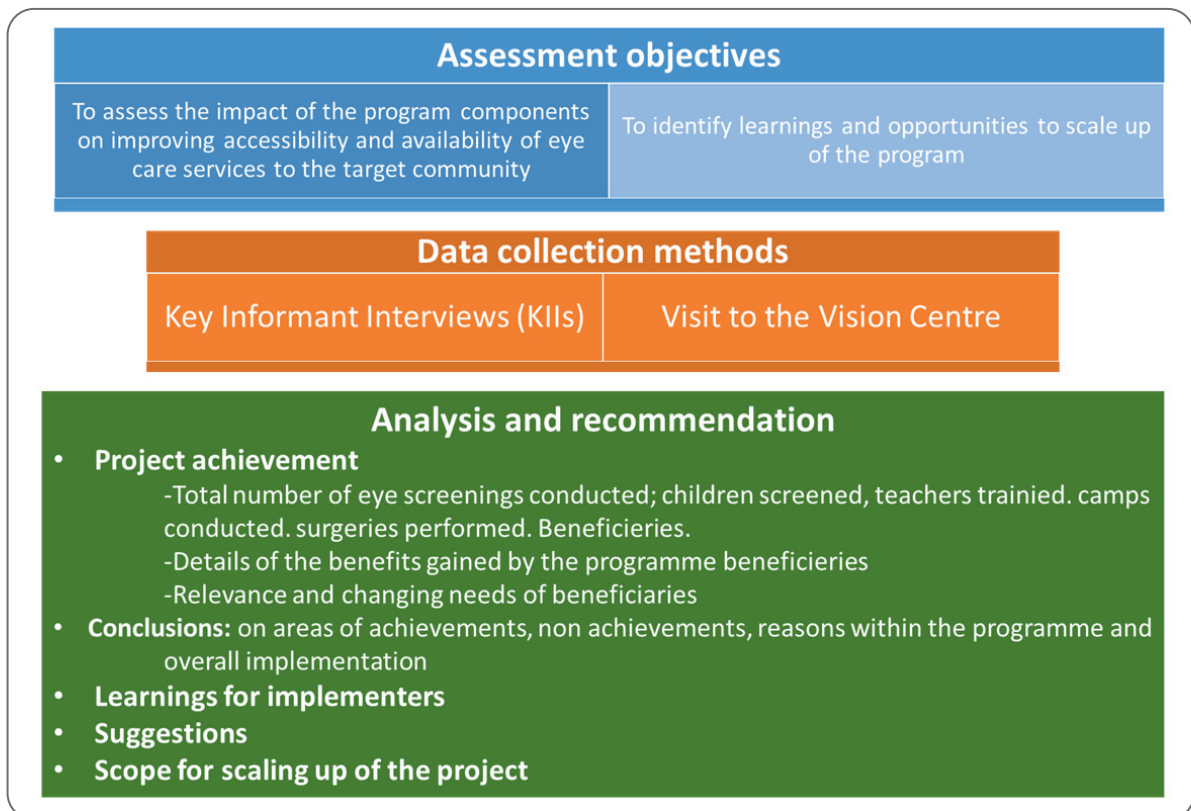 Assessment objectives
To assess the impact of the program components
on improving accessibility and availability of eye
care services to the target community
To identify learnings and opportunities to scale up
of the program
Data collection methods
Key Informant Interviews (KIIs)
Visit to the Vision Centre
Analysis and recommendation
• Project achievement
-Total number of eye screenings conducted; children screened, teachers trainied. camps
conducted. surgeries performed. Beneficieries.
-Details of the benefits gained by the programme beneficieries
-Relevance and changing needs of beneficiaries
• Conclusions: on areas of achievements, non achievements, reasons within the programme and
overall implementation
• Learnings for implementers
• Suggestions
• Scope for scaling up of the project